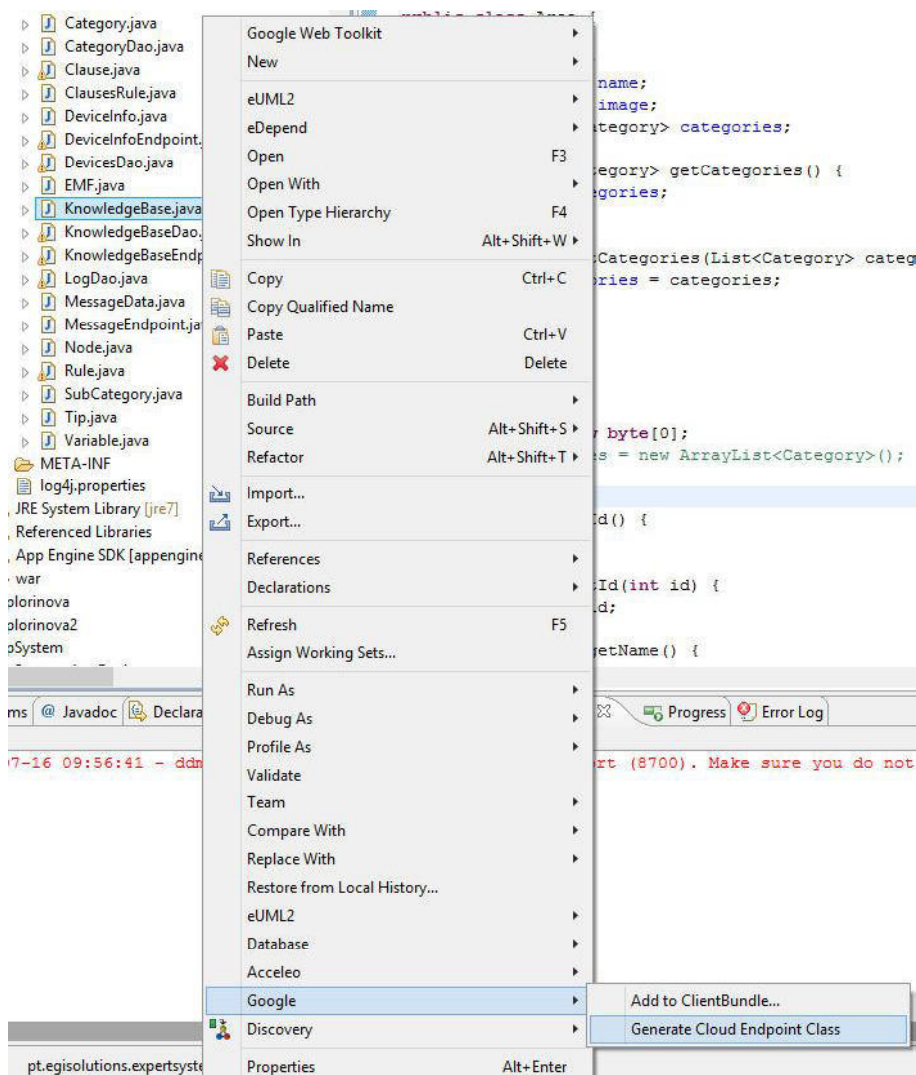 Category.java
CategoryDao.java
Clause.java
ClausesRule.java
DeviceInfo.java
DeviceInfoEndpoint.
DevicesDao.java
EMF.java
KnowledgeBase.java
KnowledgeBaseDao.
KnowledgeBaseEndp
LogDao.java
MessageData.java
MessageEndpoint.ja
Node.java
Rule.java
SubCategory.java
Tip.java
Variable.java
META-INF
log4j.properties
JRE System Library [jre7]
Referenced Libraries
App Engine SDK [appengine
war
plorinova
plorinova2
pSystem
Google Web Toolkit
New
eUML2
eDepend
Open F3
Open With
Open Type Hierarchy F4
Show In Alt+Shift+W
Copy Ctrl+C
Copy Qualified Name
Paste Ctrl+V
Delete Delete
Build Path
Source Alt+Shift+S
Refactor Alt+Shift+T
Import...
Export...
References
Declarations
Refresh F5
Assign Working Sets...
Run As
Debug As
Profile As
Validate
Team
Compare With
Replace With
Restore from Local History...
eUML2
Database
Acceleo
Google
Discovery
Properties Alt+Enter
Add to ClientBundle...
Generate Cloud Endpoint Class
public class Area {
name;
image;
tegory> categories;
egory> getCategories() {
egories;
Categories(List<Category> categ
ories = categories;
byte[0];
es = new ArrayList<Category>();
Id() {
Id(int id) {
d;
getName() {
ms @ Javadoc Declara
Progress Error Log
7-16 09:56:41 - ddm
rt (8700). Make sure you do not
pt.egisolutions.expertsyste